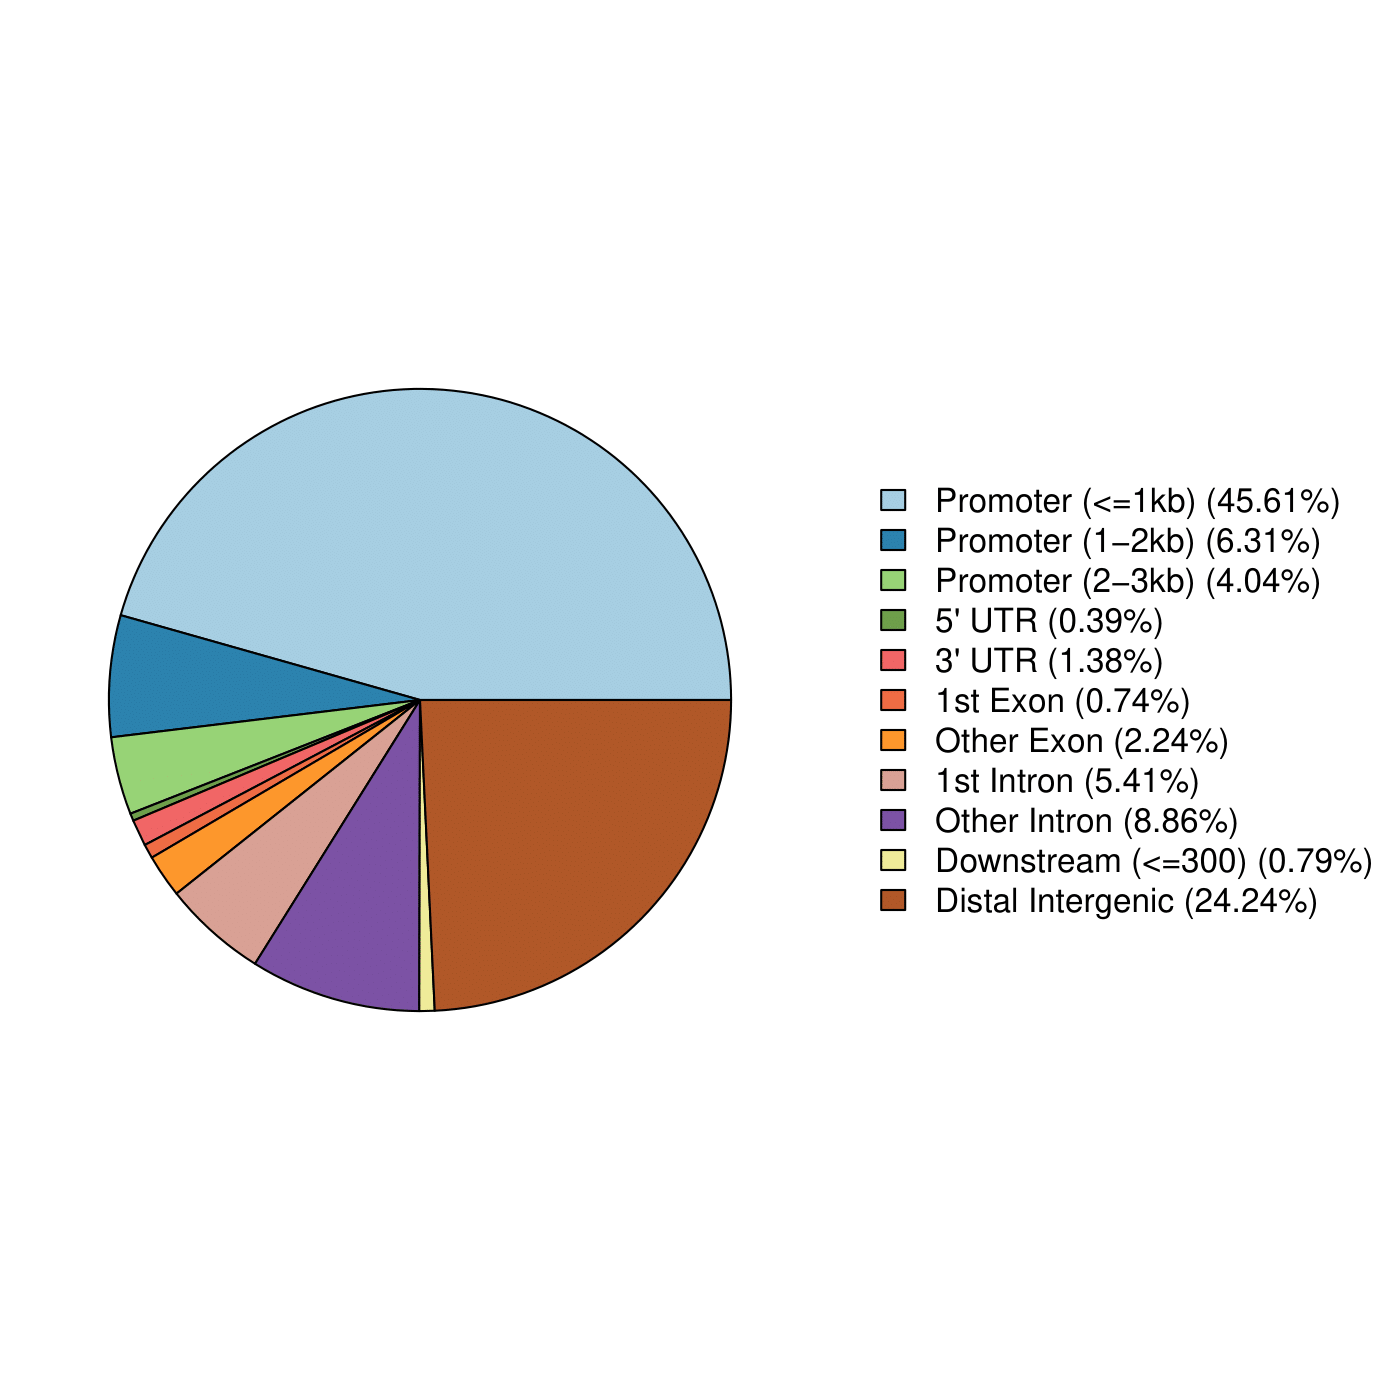 Promoter (<=1kb) (45.61%)
Promoter (1−2kb) (6.31%)
Promoter (2−3kb) (4.04%)
5' UTR (0.39%)
3' UTR (1.38%)
1st Exon (0.74%)
Other Exon (2.24%)
1st Intron (5.41%)
Other Intron (8.86%)
Downstream (<=300) (0.79%)
Distal Intergenic (24.24%)